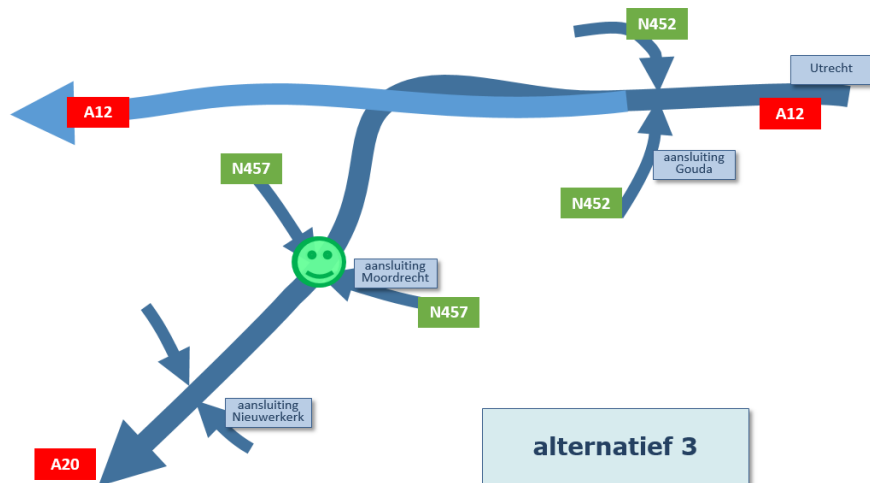 N452
Utrecht
A12
A12
N457
aansluiting
Gouda
N452
aansluiting
Moordrecht
N457
aansluiting
Nieuwerkerk
A20
alternatief 3